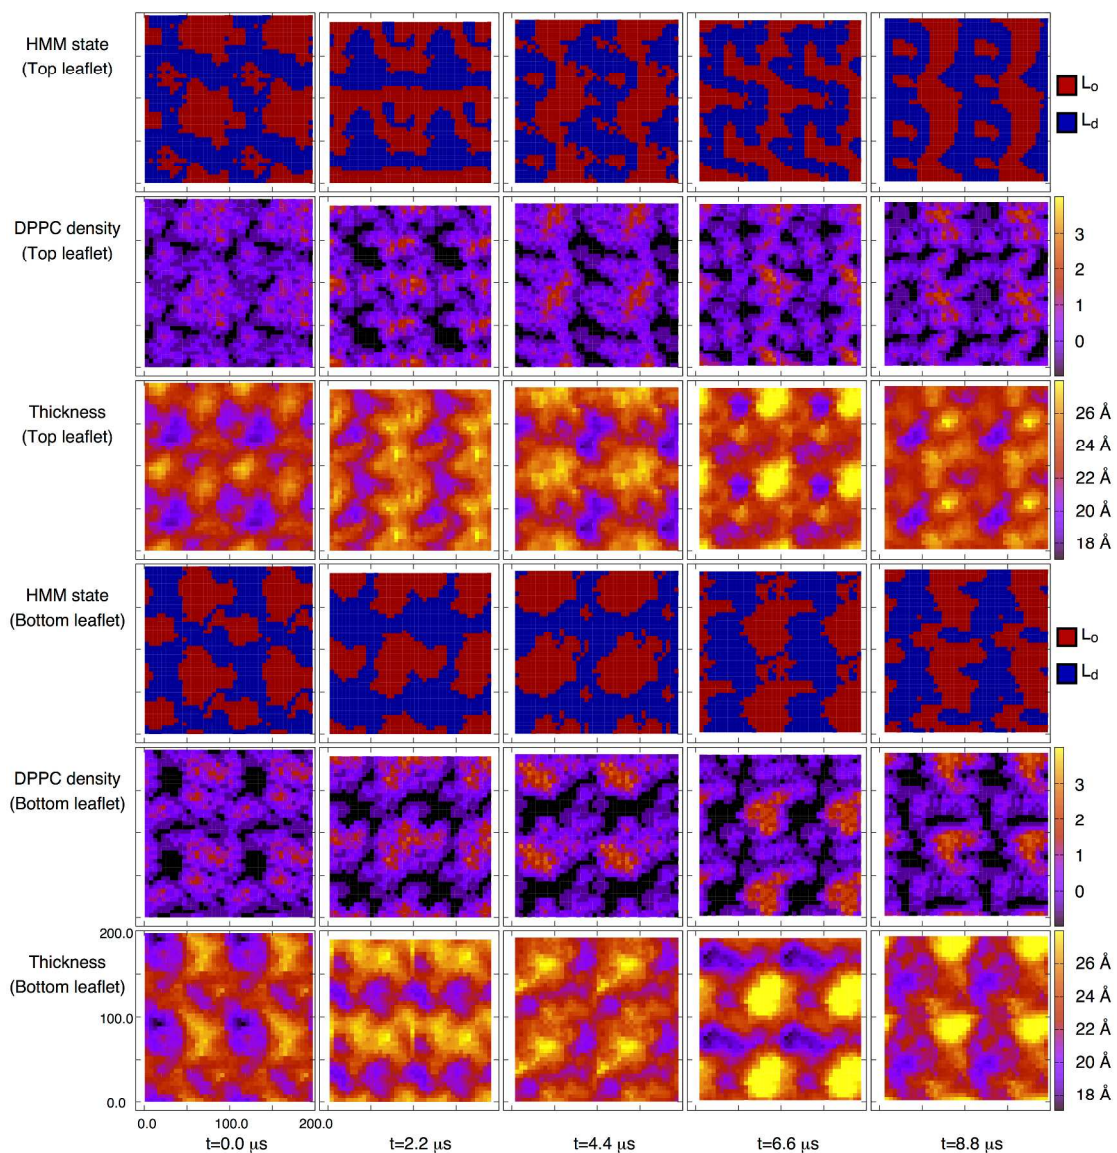 HMM state
(Top leaflet)
Lo
Ld
DPPC density
(Top leaflet)
3
2
1
0
Thickness
(Top leaflet)
26 Å
24 Å
22 Å
20 Å
18 Å
HMM state
(Bottom leaflet)
Lo
Ld
DPPC density
(Bottom leaflet)
3
2
1
0
Thickness
(Bottom leaflet)
200.0
100.0
0.0
26 Å
24 Å
22 Å
20 Å
18 Å
0.0 100.0 200.0
t=0.0 µs t=2.2 µs t=4.4 µs t=6.6 µs t=8.8 µs